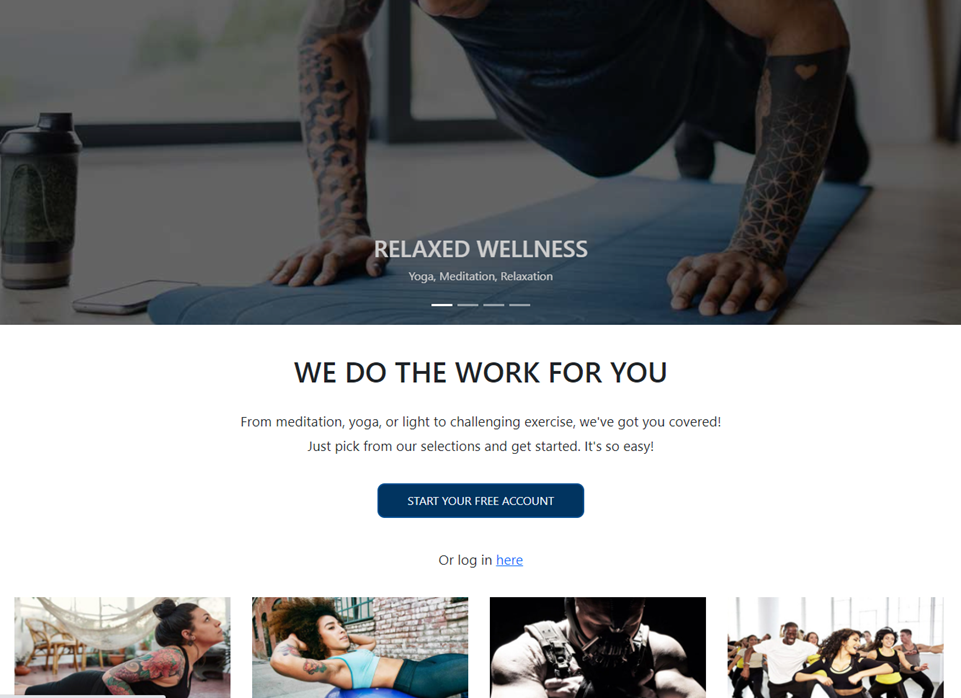 RELAXED WELLNESS
Yoga, Meditation, Relaxation
WE DO THE WORK FOR YOU
From meditation, yoga, or light to challenging exercise, we've got you covered!
Just pick from our selections and get started. It's so easy!
START YOUR FREE ACCOUNT
Or log in here